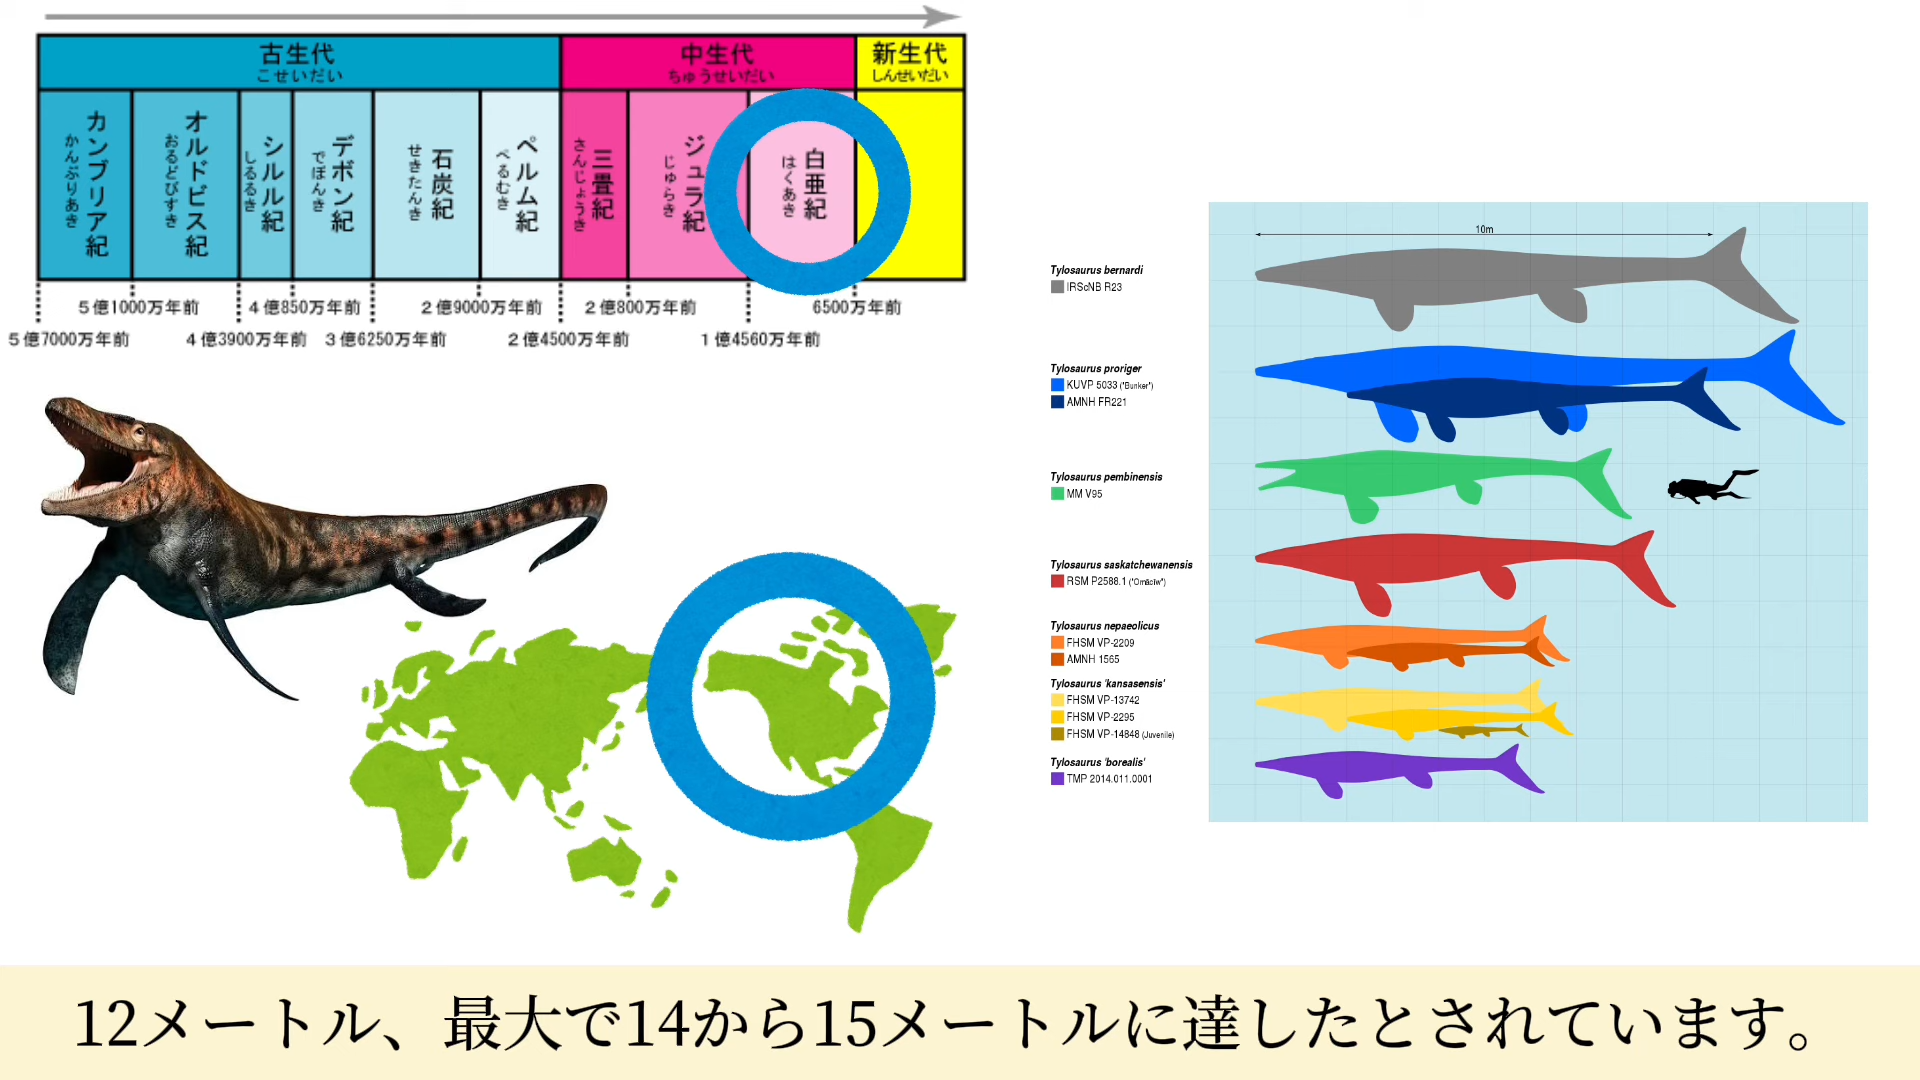 古生代
こせいだい
中生代
ちゅうせいだい
新生代
しんせいだい
カンブリア紀
かんぶりあき
オルドビス紀
おるどびすき
シルル紀
しるるき
デボン紀
でぼんき
石炭紀
せきたんき
ペルム紀
ぺるむき
三畳紀
さんじょうき
ジュラ紀
じゅらき
白亜紀
はくあき
5億1000万年前
4億850万年前
2億9000万年前
2億800万年前
6500万年前
5億7000万年前
4億3900万年前
3億6250万年前
2億4500万年前
1億4560万年前
10m
Tylosaurus bernardi
IRScNB R23
Tylosaurus proriger
KUVP 5033 ("Bunker")
AMNH FR221
Tylosaurus pembinensis
MM V95
Tylosaurus saskatchewanensis
RSM P2588.1 ("Omāciw")
Tylosaurus nepaeolicus
FHSM VP-2209
AMNH 1565
Tylosaurus 'kansasensis'
FHSM VP-13742
FHSM VP-2295
FHSM VP-14848 (Juvenile)
Tylosaurus 'borealis'
TMP 2014.011.0001
12メートル、最大で14から15メートルに達したとされています。